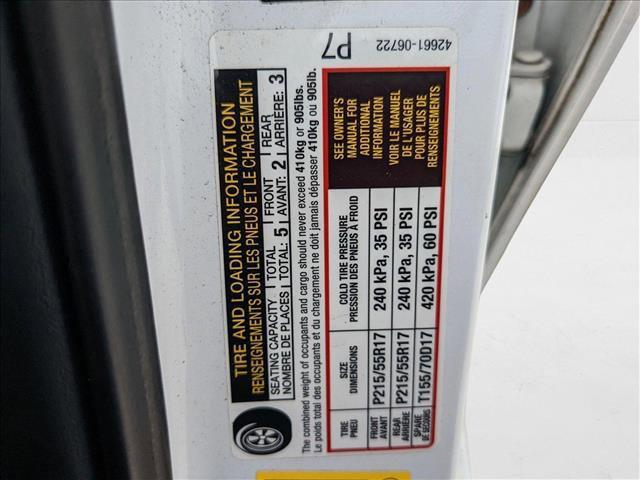 TIRE AND LOADING INFORMATION
RENSEIGNEMENTS SUR LES PNEUS ET LE CHARGEMENT
SEATING CAPACITY TOTAL 5 FRONT 2 REAR 3
NOMBRE DE PLACES TOTAL: AVANT: ARRIÈRE:
The combined weight of occupants and cargo should never exceed 410kg or 905lbs.
Le poids total des occupants et du chargement ne doit jamais dépasser 410kg ou 905lb.
TIRE SIZE COLD TIRE PRESSURE
PNEU DIMENSIONS PRESSION DES PNEUS À FROID
FRONT
AVANT P215/55R17 240 kPa, 35 PSI
REAR
ARRIÈRE P215/55R17 240 kPa, 35 PSI
SPARE
DE SECOURS T155/70D17 420 kPa, 60 PSI
SEE OWNER'S
MANUAL FOR
ADDITIONAL
INFORMATION
VOIR LE MANUEL
DE L'USAGER
POUR PLUS DE
RENSEIGNEMENTS
P7
42661-06722